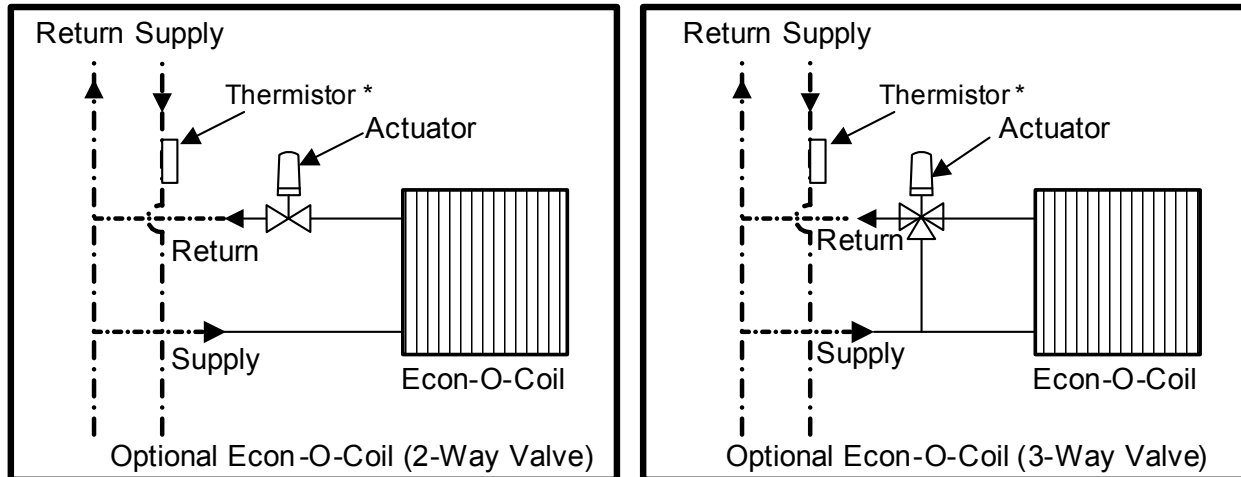 Return Supply
Thermistor *
Actuator
Return
Supply
Econ-O-Coil
Optional Econ-O-Coil (2-Way Valve)
Return Supply
Thermistor *
Actuator
Return
Supply
Econ-O-Coil
Optional Econ-O-Coil (3-Way Valve)